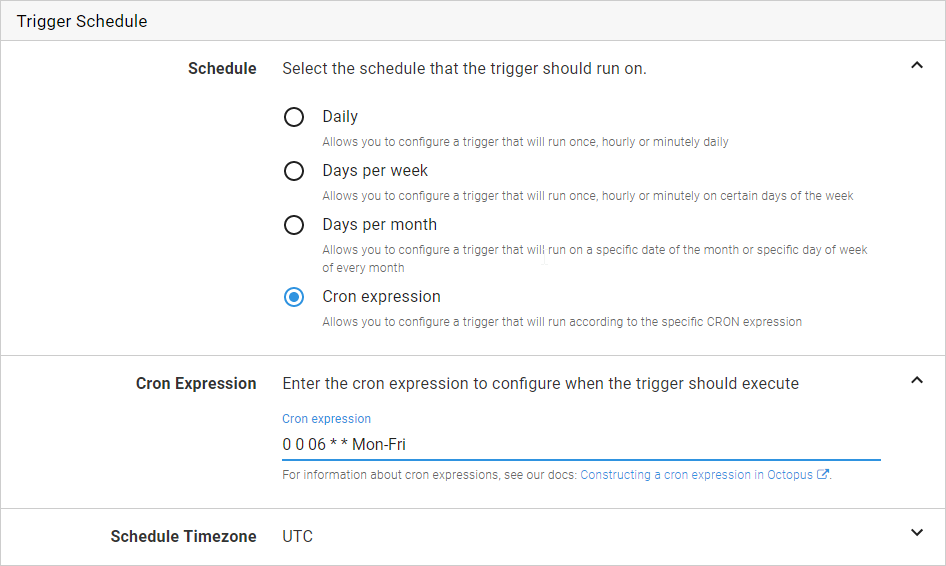 Trigger Schedule
Schedule
Select the schedule that the trigger should run on.
Daily
Allows you to configure a trigger that will run once, hourly or minutely daily
Days per week
Allows you to configure a trigger that will run once, hourly or minutely on certain days of the week
Days per month
Allows you to configure a trigger that will run on a specific date of the month or specific day of week
of every month
Cron expression
Allows you to configure a trigger that will run according to the specific CRON expression
Cron Expression
Enter the cron expression to configure when the trigger should execute
Cron expression
0 0 06 * * Mon-Fri
For information about cron expressions, see our docs: Constructing a cron expression in Octopus.
Schedule Timezone
UTC